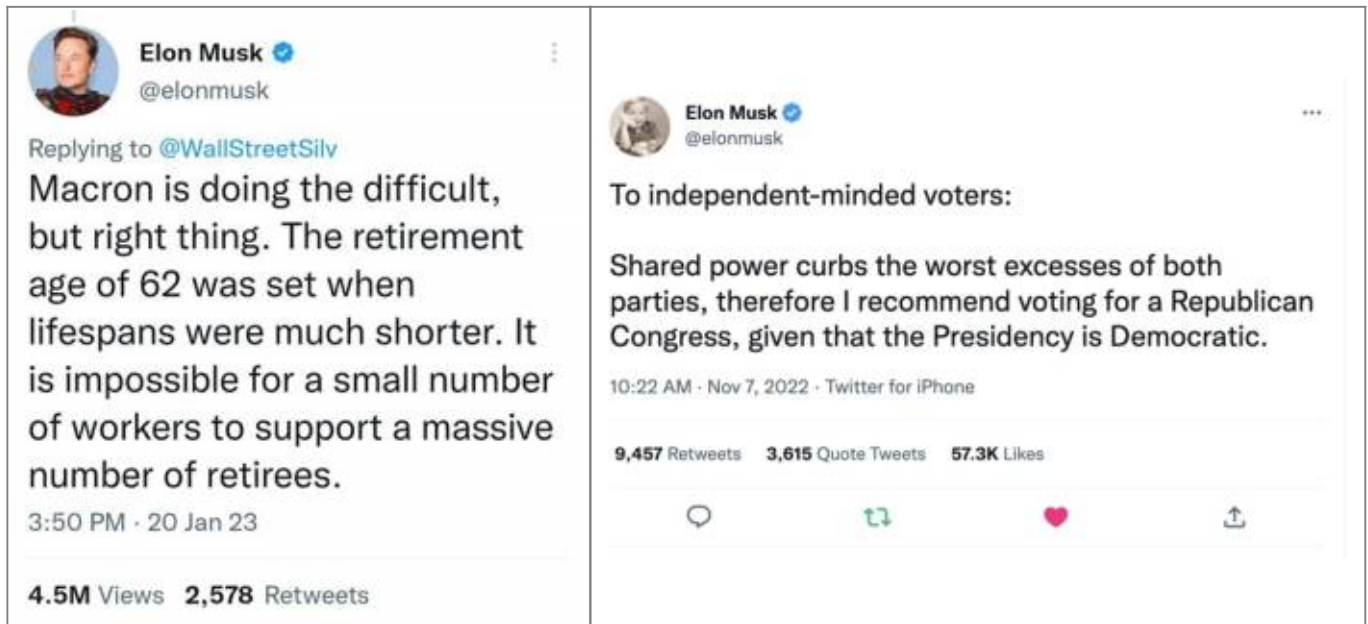 Elon Musk
@elonmusk
Replying to @WallStreetSilv
Macron is doing the difficult,
but right thing. The retirement
age of 62 was set when
lifespans were much shorter. It
is impossible for a small number
of workers to support a massive
number of retirees.
3:50 PM · 20 Jan 23
4.5M Views 2,578 Retweets
Elon Musk
@elonmusk
To independent-minded voters:
Shared power curbs the worst excesses of both
parties, therefore I recommend voting for a Republican
Congress, given that the Presidency is Democratic.
10:22 AM · Nov 7, 2022 · Twitter for iPhone
9,457 Retweets 3,615 Quote Tweets 57.3K Likes